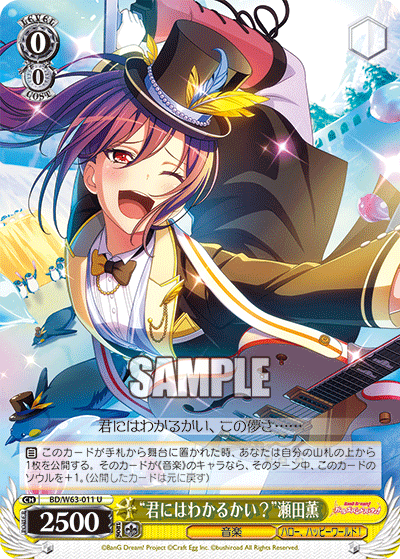 LEVEL
0
0
COST
SAMPLE
君にはわかるかい、この儚さ……
自 このカードが手札から舞台に置かれた時、あなたは自分の山札の上から
1枚を公開する。そのカードが《音楽》のキャラなら、そのターン中、このカードの
ソウルを+1。(公開したカードは元に戻す)
CH BD/W63-011 U
2500
“君にはわかるかい？”瀬田薫
BanG Dream!
音楽
ハロー、ハッピーワールド！
©BanG Dream! Project ©Craft Egg Inc. ©bushiroad All Rights Reserved.